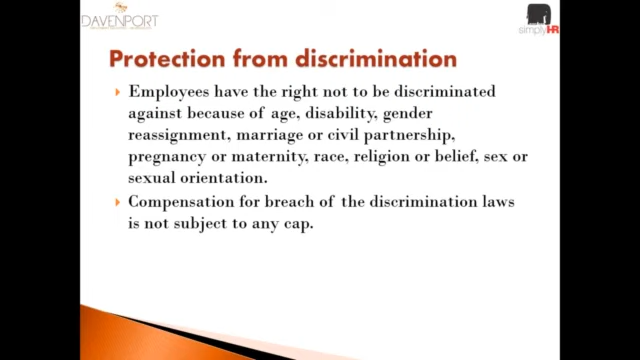 DAVENPORT
simplyHR
Protection from discrimination
Employees have the right not to be discriminated
against because of age, disability, gender
reassignment, marriage or civil partnership,
pregnancy or maternity, race, religion or belief, sex or
sexual orientation.
Compensation for breach of the discrimination laws
is not subject to any cap.